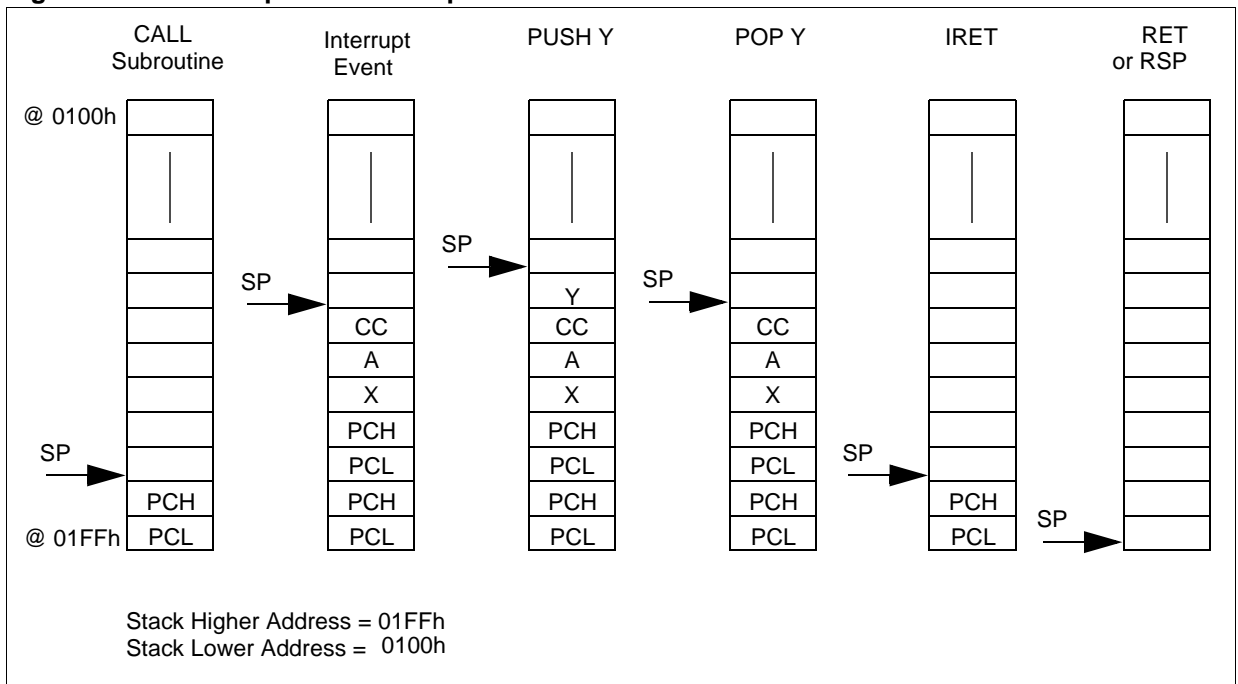 CALL
Subroutine
Interrupt
Event
PUSH Y
POP Y
IRET
RET
or RSP
@ 0100h
SP
SP
SP
Y
CC
CC
CC
A
A
A
X
X
X
PCH
PCH
PCH
SP
SP
PCL
PCL
PCL
PCH
PCH
PCH
PCH
PCH
SP
@ 01FFh
PCL
PCL
PCL
PCL
PCL
Stack Higher Address = 01FFh
Stack Lower Address = 0100h